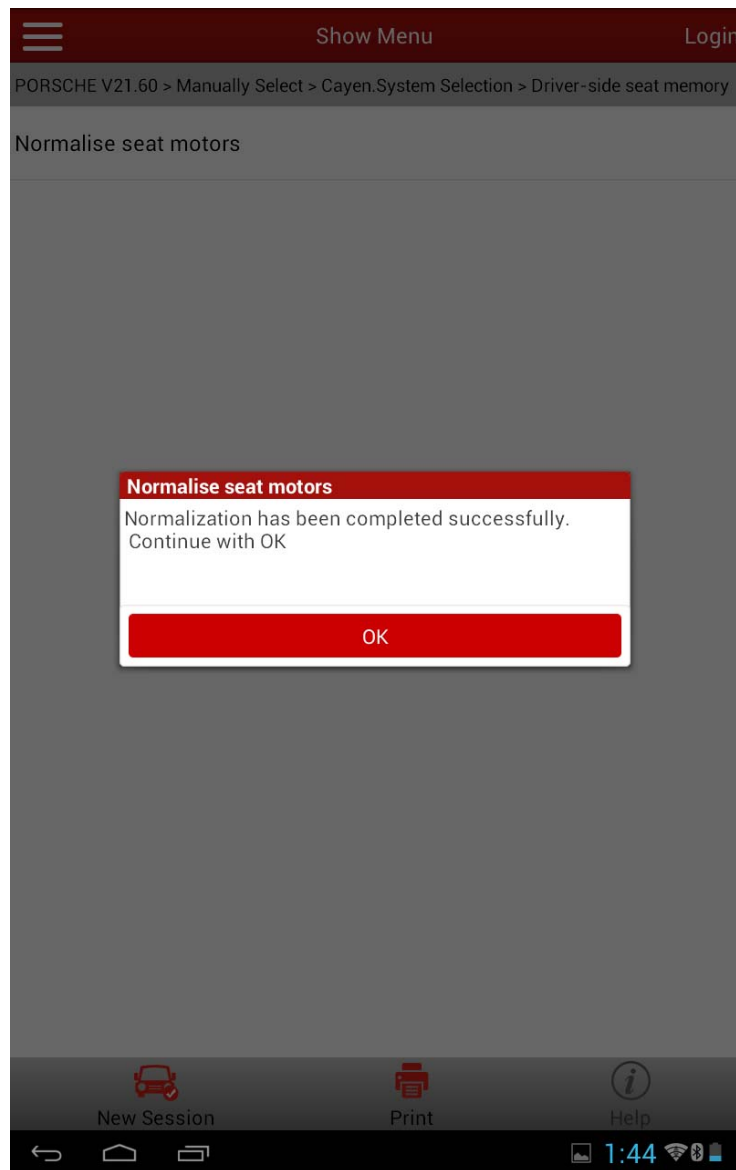 Show Menu
Login
PORSCHE V21.60 > Manually Select > Cayen.System Selection > Driver-side seat memory
Normalise seat motors
Normalise seat motors
Normalization has been completed successfully.
Continue with OK
OK
New Session
Print
Help
1:44